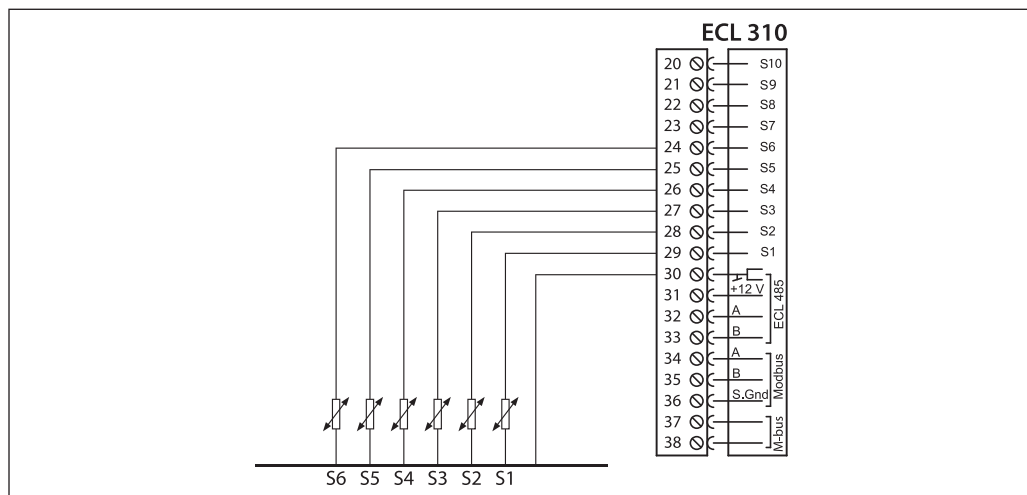 ECL 310
20 S10
21 S9
22 S8
23 S7
24 S6
25 S5
26 S4
27 S3
28 S2
29 S1
30
31 +12 V
32 A
33 B
ECL 485
34 A
35 B
36 S.Gnd
Modbus
37
38
M-bus
S6 S5 S4 S3 S2 S1